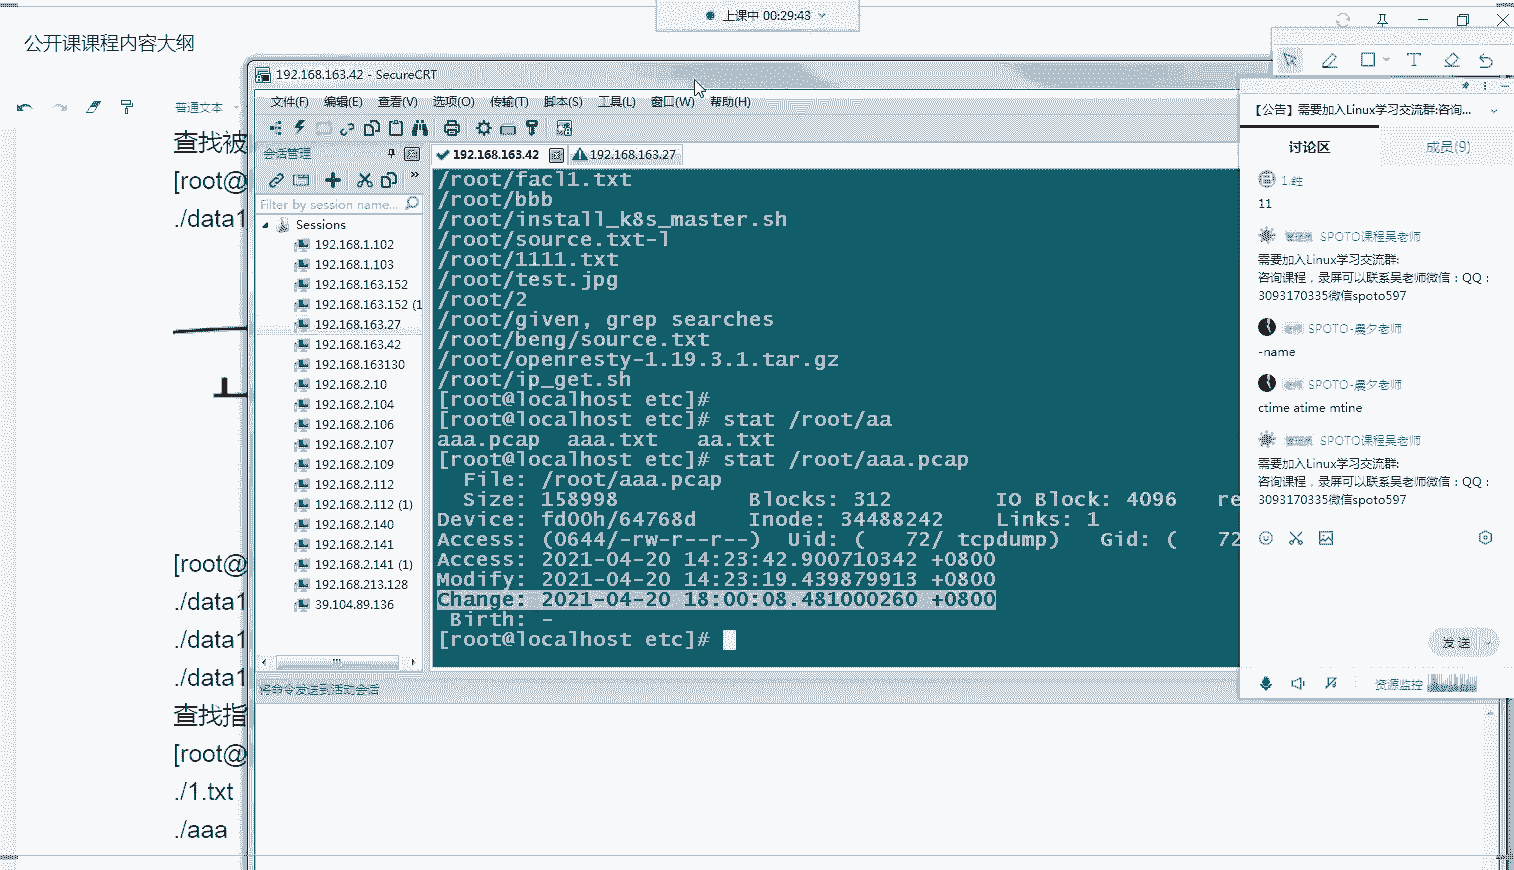 上课中 00:29:43
公开课课程内容大纲
普通文本
查找被
[root@
./data1
[root@
./data1
./data1
./data1
查找指
[root@
./1.txt
./aaa
192.168.163.42 - SecureCRT
文件(F) 编辑(E) 查看(V) 选项(O) 传输(T) 脚本(S) 工具(L) 窗口(W) 帮助(H)
会话管理
Filter by session name...
Sessions
192.168.1.102
192.168.1.103
192.168.163.152
192.168.163.152 (1
192.168.163.27
192.168.163.42
192.168.163130
192.168.2.10
192.168.2.104
192.168.2.106
192.168.2.107
192.168.2.109
192.168.2.112
192.168.2.112 (1)
192.168.2.140
192.168.2.141
192.168.2.141 (1)
192.168.213.128
39.104.89.136
将命令发送到活动会话
192.168.163.42 192.168.163.27
/root/facl1.txt
/root/bbb
/root/install_k8s_master.sh
/root/source.txt-l
/root/1111.txt
/root/test.jpg
/root/2
/root/given, grep searches
/root/beng/source.txt
/root/openresty-1.19.3.1.tar.gz
/root/ip_get.sh
[root@localhost etc]#
[root@localhost etc]# stat /root/aa
aaa.pcap aaa.txt aa.txt
[root@localhost etc]# stat /root/aaa.pcap
File: /root/aaa.pcap
Size: 158998 Blocks: 312 IO Block: 4096 re
Device: fd00h/64768d Inode: 34488242 Links: 1
Access: (0644/-rw-r--r--) Uid: ( 72/ tcpdump) Gid: ( 72
Access: 2021-04-20 14:23:42.900710342 +0800
Modify: 2021-04-20 14:23:19.439879913 +0800
Change: 2021-04-20 18:00:08.481000260 +0800
Birth: -
[root@localhost etc]#
【公告】需要加入Linux学习交流群:咨询...
讨论区 成员(9)
11
SPOTO课程吴老师
需要加入Linux学习交流群:
咨询课程，录屏可以联系吴老师微信：QQ：
3093170335微信spoto597
SPOTO-晨夕老师
-name
SPOTO-晨夕老师
ctime atime mtine
SPOTO课程吴老师
需要加入Linux学习交流群:
咨询课程，录屏可以联系吴老师微信：QQ：
3093170335微信spoto597
发送
资源监控